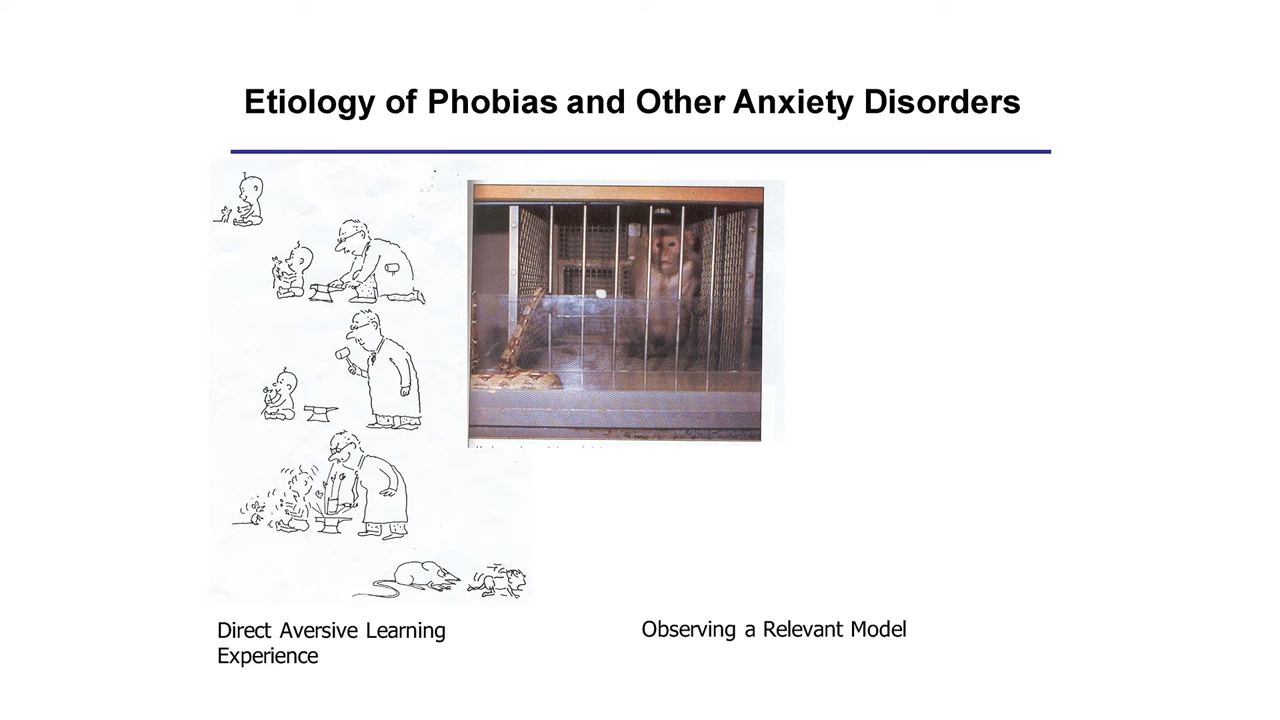 Etiology of Phobias and Other Anxiety Disorders
Direct Aversive Learning
Experience
Observing a Relevant Model